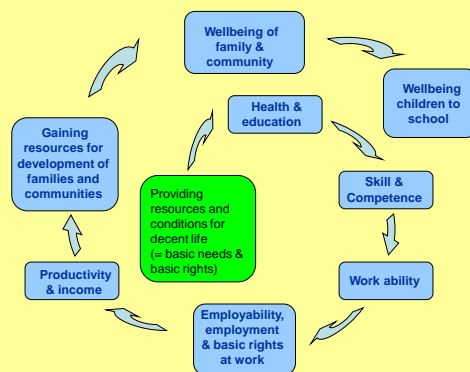 Wellbeing of
family &
community
Wellbeing
children to
school
Health &
education
Gaining
resources for
development of
families and
communities
Providing
resources and
conditions for
decent life
(= basic needs &
basic rights)
Skill &
Competence
Productivity
& income
Work ability
Employability,
employment
& basic rights
at work